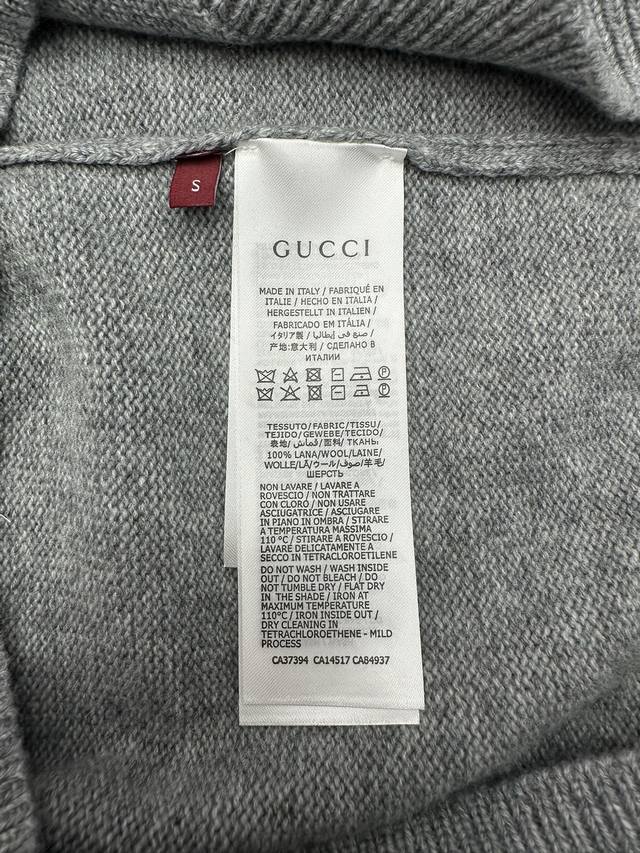 S
GUCCI
MADE IN ITALY / FABRIQUÉ EN
ITALIE / HECHO EN ITALIA /
HERGESTELLT IN ITALIEN /
FABRICADO EM ITÁLIA /
イタリア製 / صنع في إيطاليا /
产地:意大利 / СДЕЛАНО В
ИТАЛИИ
TESSUTO/FABRIC/TISSU/
TEJIDO/GEWEBE/TECIDO/
表地/قماش/面料/ТКАНЬ:
100% LANA/WOOL/LAINE/
WOLLE/LÃ/ウール/صوف/羊毛/
ШЕРСТЬ
NON LAVARE / LAVARE A
ROVESCIO / NON TRATTARE
CON CLORO / NON USARE
ASCIUGATRICE / ASCIUGARE
IN PIANO IN OMBRA / STIRARE
A TEMPERATURA MASSIMA
110 °C / STIRARE A ROVESCIO /
LAVARE DELICATAMENTE A
SECCO IN TETRACLOROETILENE
DO NOT WASH / WASH INSIDE
OUT / DO NOT BLEACH / DO
NOT TUMBLE DRY / FLAT DRY
IN THE SHADE / IRON AT
MAXIMUM TEMPERATURE
110°C / IRON INSIDE OUT /
DRY CLEANING IN
TETRACHLOROETHENE - MILD
PROCESS
CA37394 CA14517 CA84937